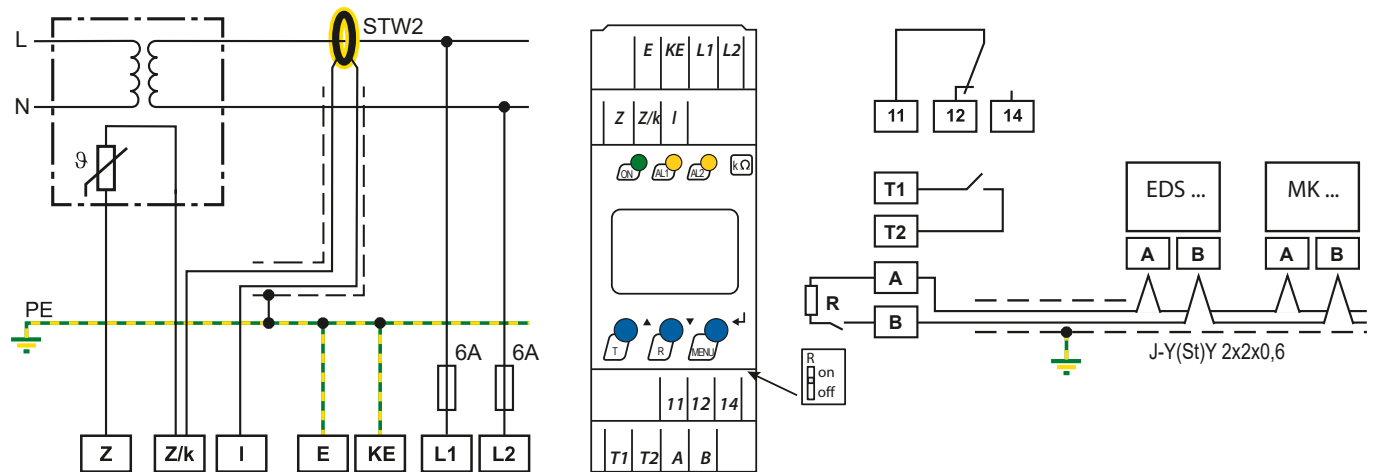 L
N
STW2
ϑ
PE
6A 6A
Z Z/k I E KE L1 L2
E KE L1 L2
Z Z/k I
ON AL1 AL2 kΩ
T R MENU
11 12 14
T1 T2 A B
R
on
off
11 12 14
T1
T2
A
B
R
EDS ...
A B
MK ...
A B
J-Y(St)Y 2x2x0,6